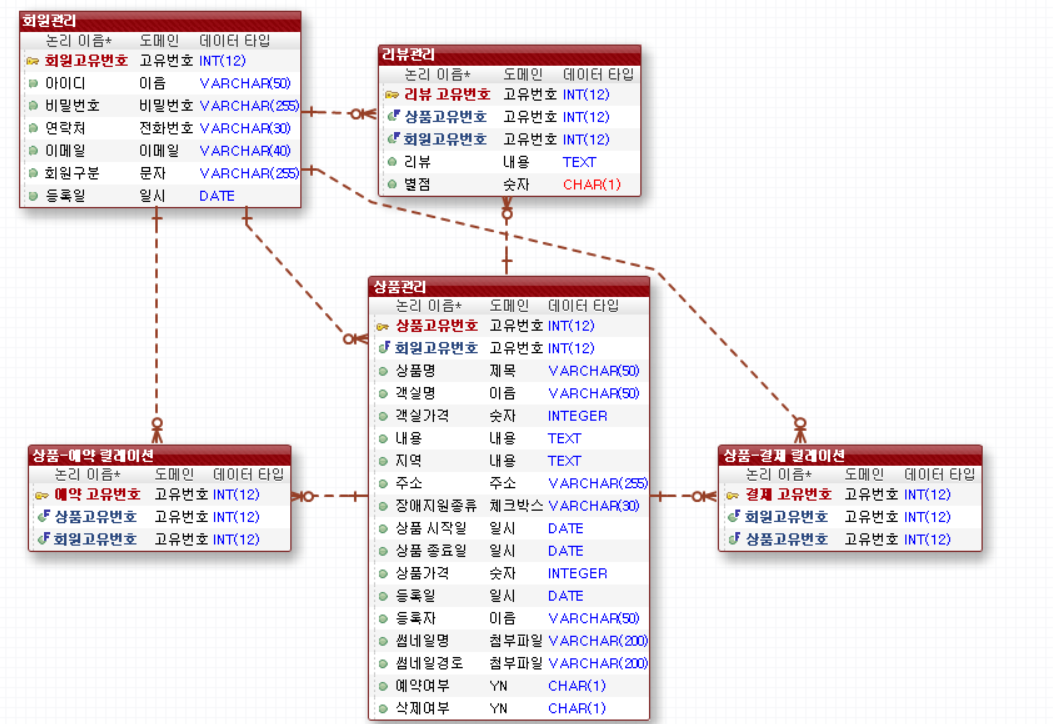 회원관리
논리 이름* 도메인 데이터 타입
회원고유번호 고유번호 INT(12)
아이디 이름 VARCHAR(50)
비밀번호 비밀번호 VARCHAR(255)
연락처 전화번호 VARCHAR(30)
이메일 이메일 VARCHAR(40)
회원구분 문자 VARCHAR(255)
등록일 일시 DATE
리뷰관리
논리 이름* 도메인 데이터 타입
리뷰 고유번호 고유번호 INT(12)
상품고유번호 고유번호 INT(12)
회원고유번호 고유번호 INT(12)
리뷰 내용 TEXT
별점 숫자 CHAR(1)
상품관리
논리 이름* 도메인 데이터 타입
상품고유번호 고유번호 INT(12)
회원고유번호 고유번호 INT(12)
상품명 제목 VARCHAR(50)
객실명 이름 VARCHAR(50)
객실가격 숫자 INTEGER
내용 내용 TEXT
지역 내용 TEXT
주소 주소 VARCHAR(255)
장애지원종류 체크박스 VARCHAR(30)
상품 시작일 일시 DATE
상품 종료일 일시 DATE
상품가격 숫자 INTEGER
등록일 일시 DATE
등록자 이름 VARCHAR(50)
썸네일명 첨부파일 VARCHAR(200)
썸네일경로 첨부파일 VARCHAR(200)
예약여부 YN CHAR(1)
삭제여부 YN CHAR(1)
상품-예약 릴레이션
논리 이름* 도메인 데이터 타입
예약 고유번호 고유번호 INT(12)
상품고유번호 고유번호 INT(12)
회원고유번호 고유번호 INT(12)
상품-결제 릴레이션
논리 이름* 도메인 데이터 타입
결제 고유번호 고유번호 INT(12)
회원고유번호 고유번호 INT(12)
상품고유번호 고유번호 INT(12)